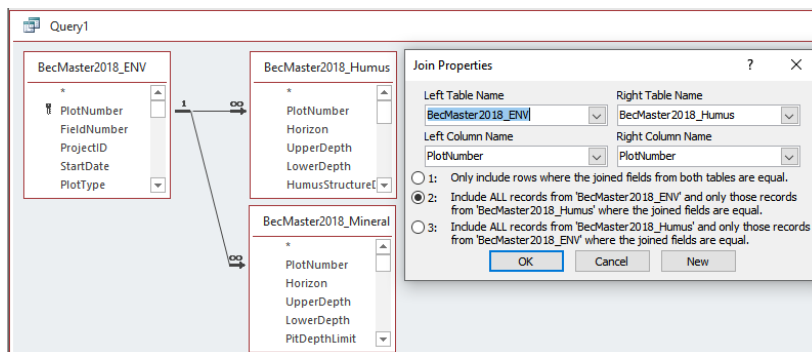 Query1
BecMaster2018_ENV
*
PlotNumber
FieldNumber
ProjectID
StartDate
PlotType
1
∞
BecMaster2018_Humus
*
PlotNumber
Horizon
UpperDepth
LowerDepth
HumusStructureD
∞
BecMaster2018_Mineral
*
PlotNumber
Horizon
UpperDepth
LowerDepth
PitDepthLimit
Join Properties
?
Left Table Name
Right Table Name
BecMaster2018_ENV
BecMaster2018_Humus
Left Column Name
Right Column Name
PlotNumber
PlotNumber
1: Only include rows where the joined fields from both tables are equal.
2: Include ALL records from 'BecMaster2018_ENV' and only those records
from 'BecMaster2018_Humus' where the joined fields are equal.
3: Include ALL records from 'BecMaster2018_Humus' and only those records
from 'BecMaster2018_ENV' where the joined fields are equal.
OK
Cancel
New